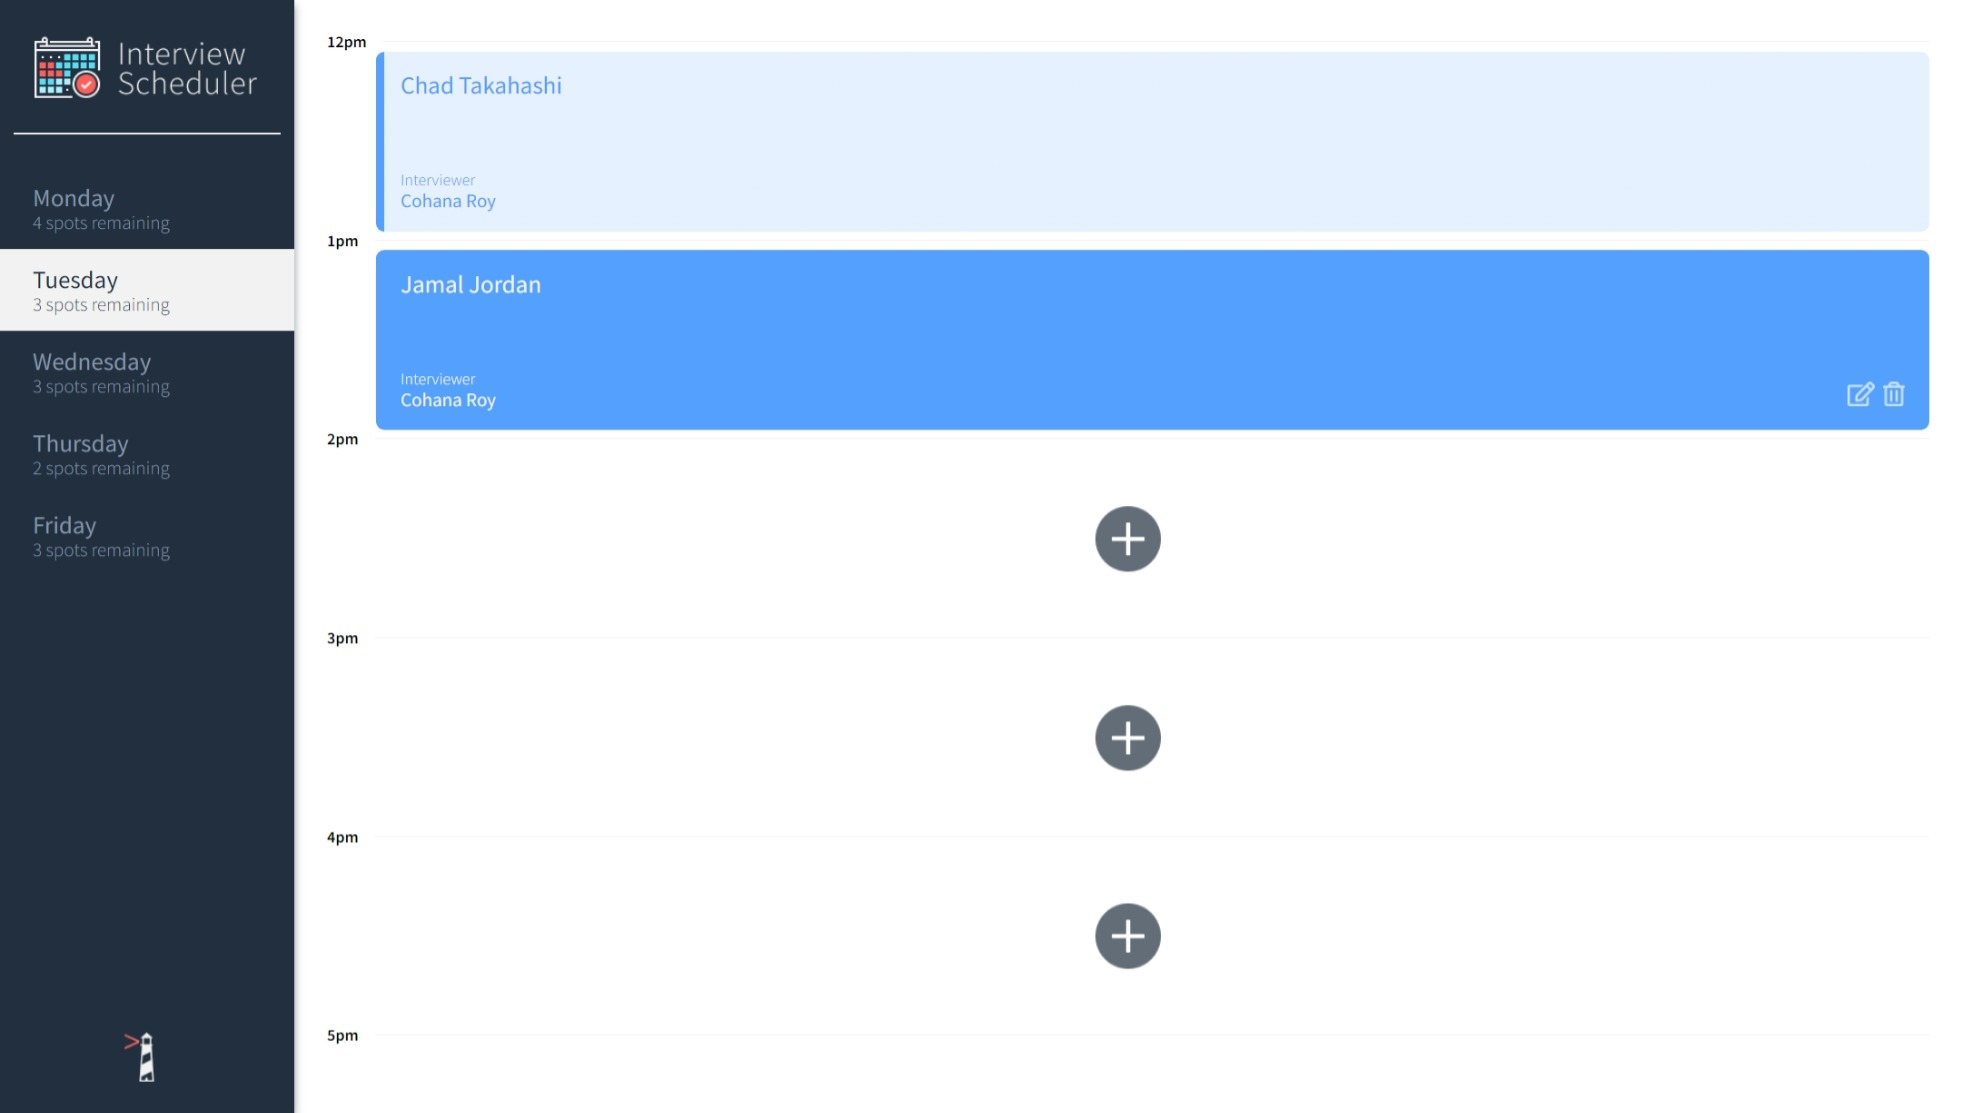 Interview
Scheduler
Monday
4 spots remaining
Tuesday
3 spots remaining
Wednesday
3 spots remaining
Thursday
2 spots remaining
Friday
3 spots remaining
12pm
Chad Takahashi
Interviewer
Cohana Roy
1pm
Jamal Jordan
Interviewer
Cohana Roy
2pm
3pm
4pm
5pm